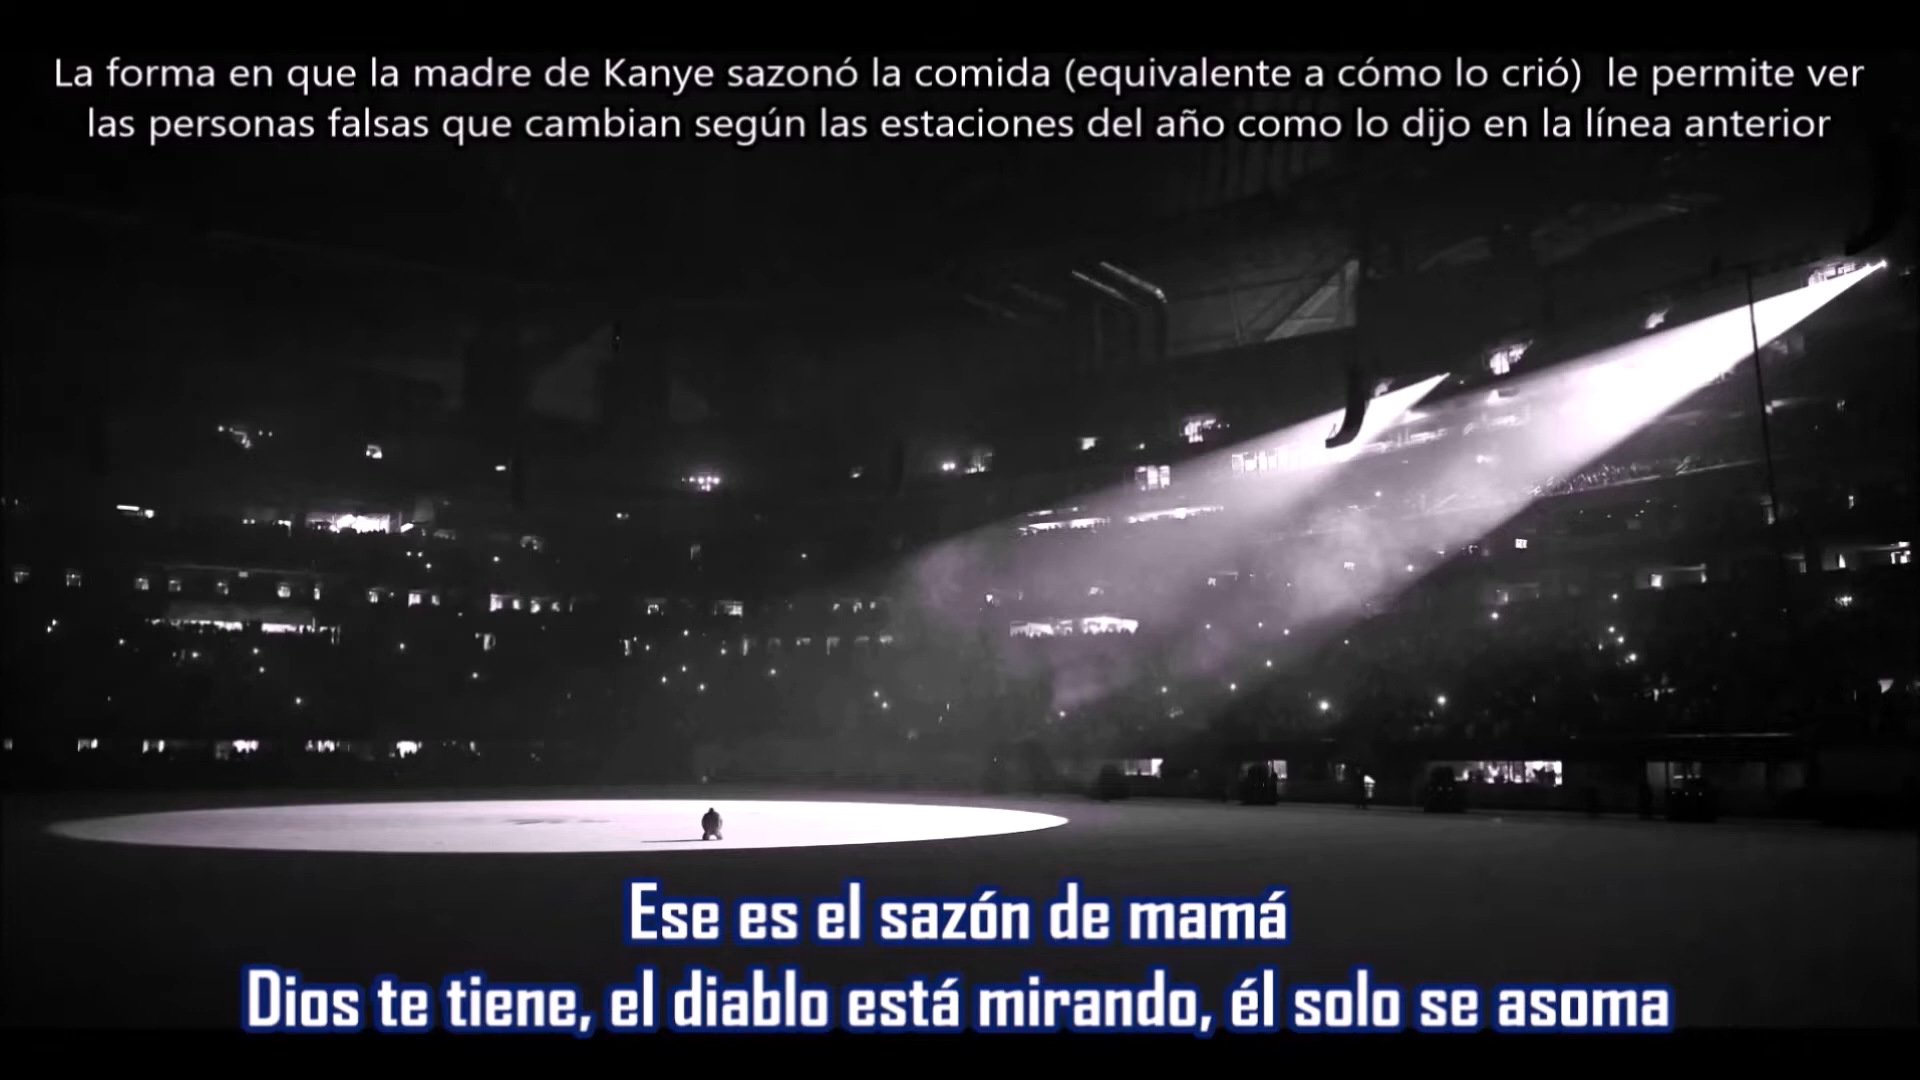 La forma en que la madre de Kanye sazonó la comida (equivalente a cómo lo crió)  le permite ver
las personas falsas que cambian según las estaciones del año como lo dijo en la línea anterior
Ese es el sazón de mamá
Dios te tiene, el diablo está mirando, él solo se asoma